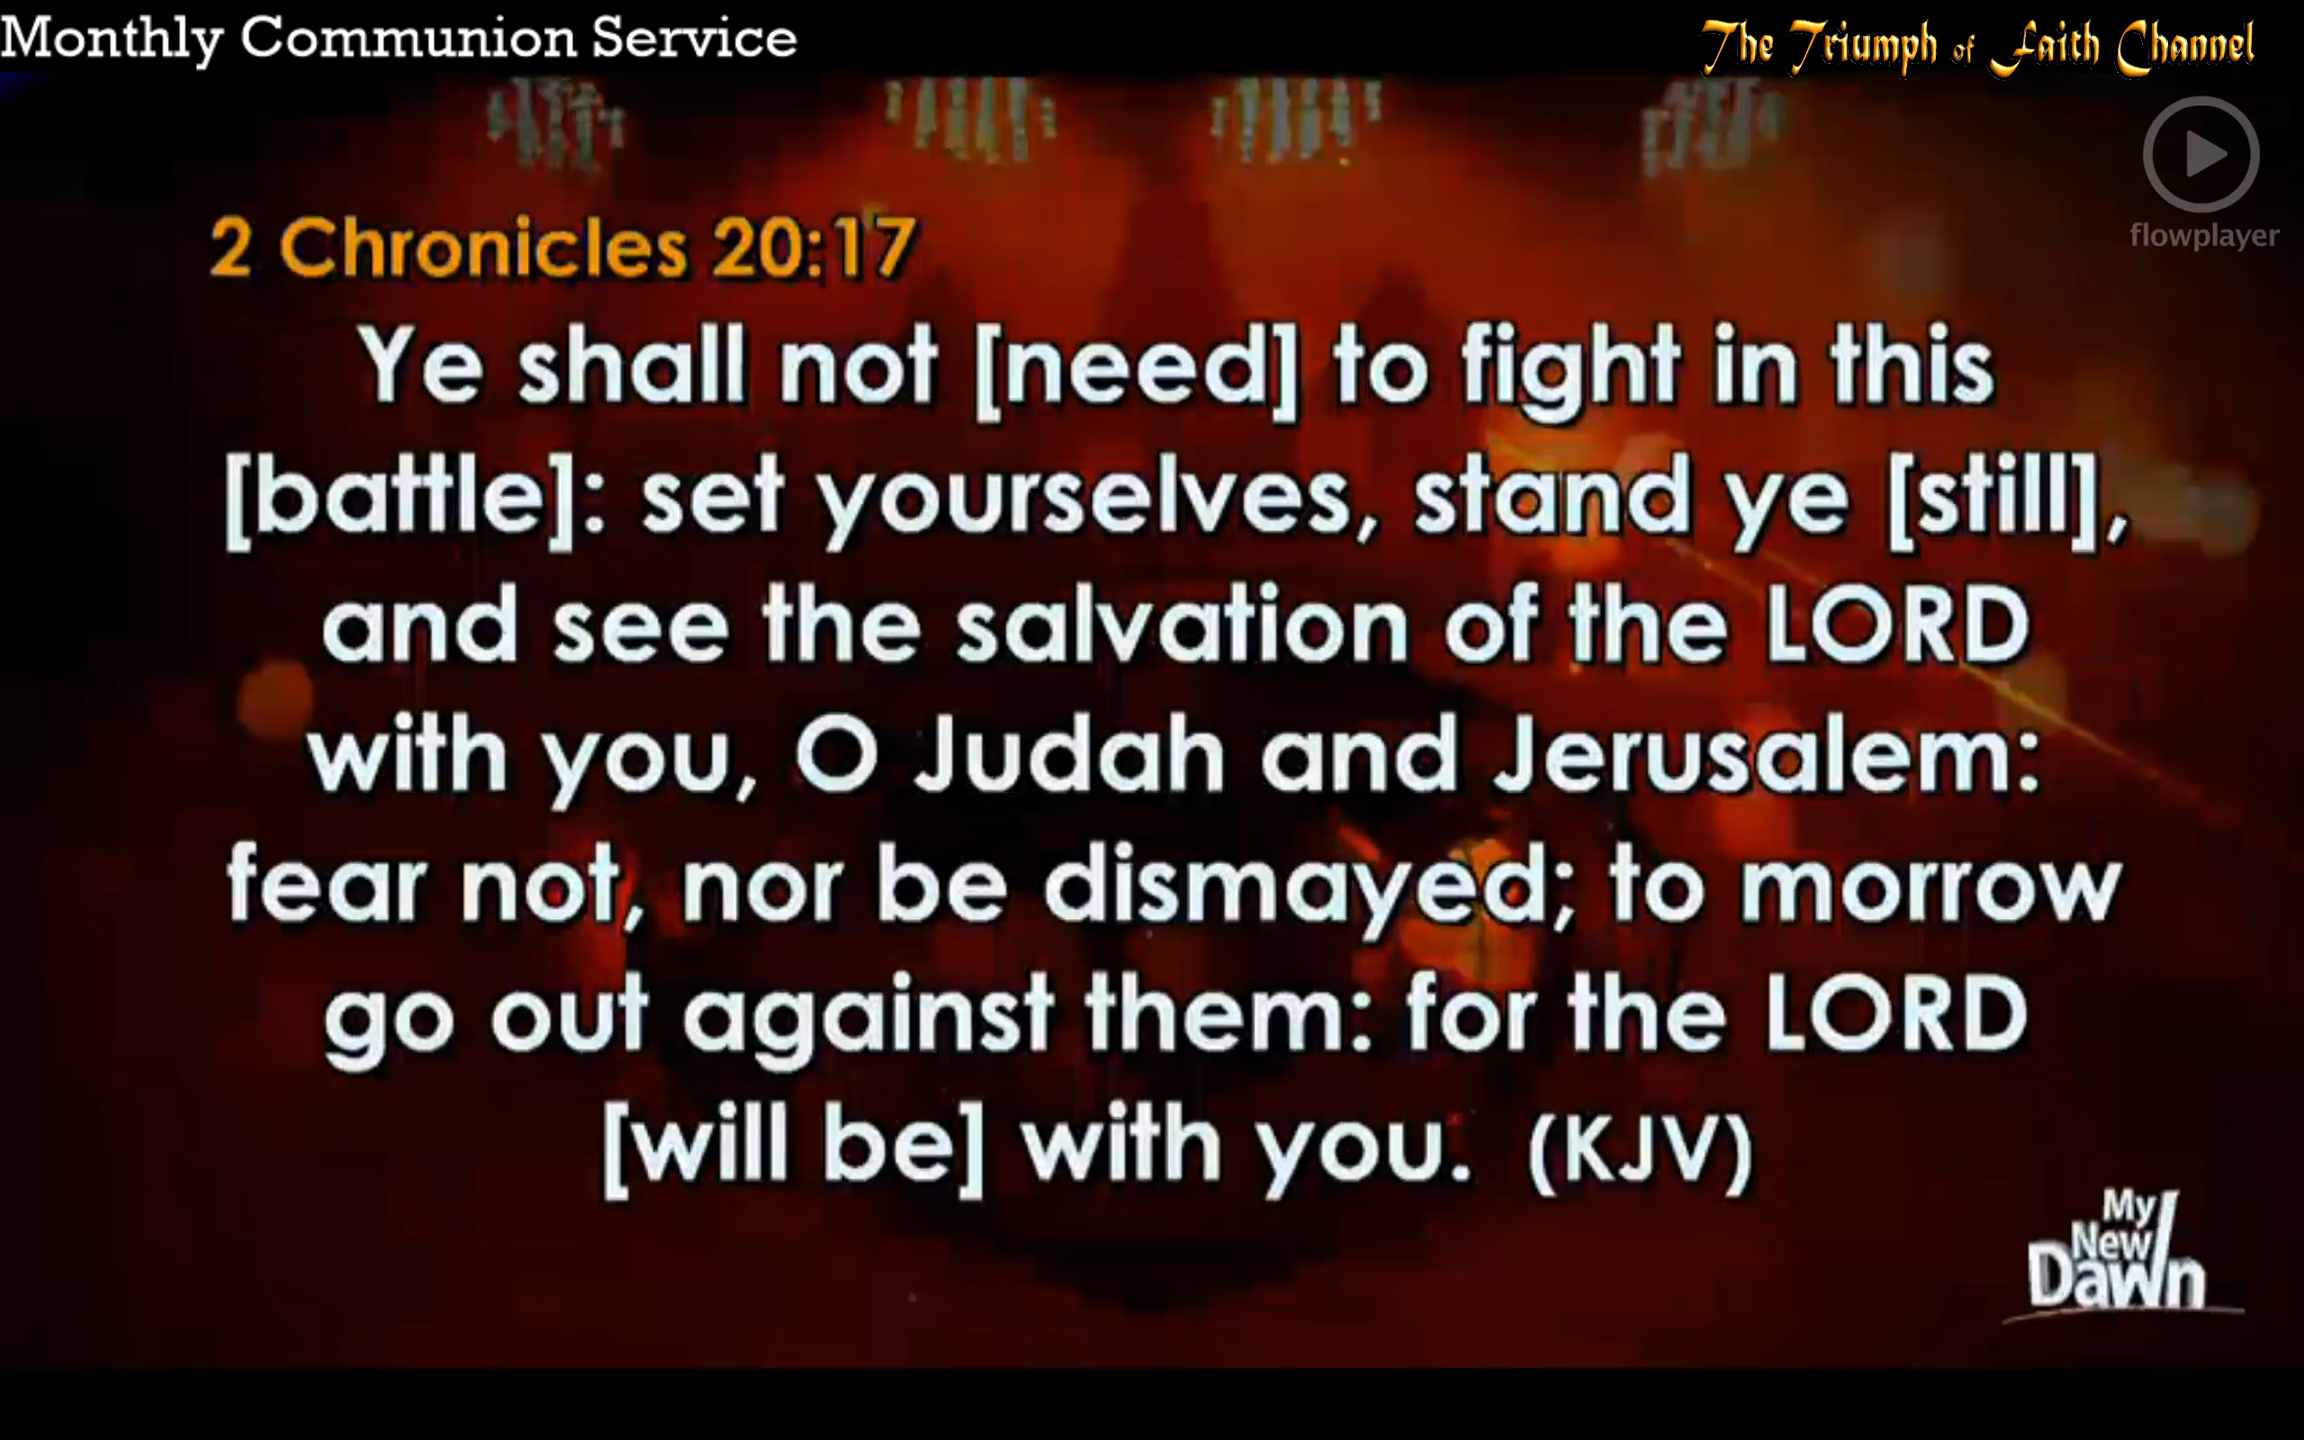 Monthly Communion Service
The Triumph of Faith Channel
flowplayer
2 Chronicles 20:17
Ye shall not [need] to fight in this
[battle]: set yourselves, stand ye [still],
and see the salvation of the LORD
with you, O Judah and Jerusalem:
fear not, nor be dismayed; to morrow
go out against them: for the LORD
[will be] with you. (KJV)
My
New
Dawn